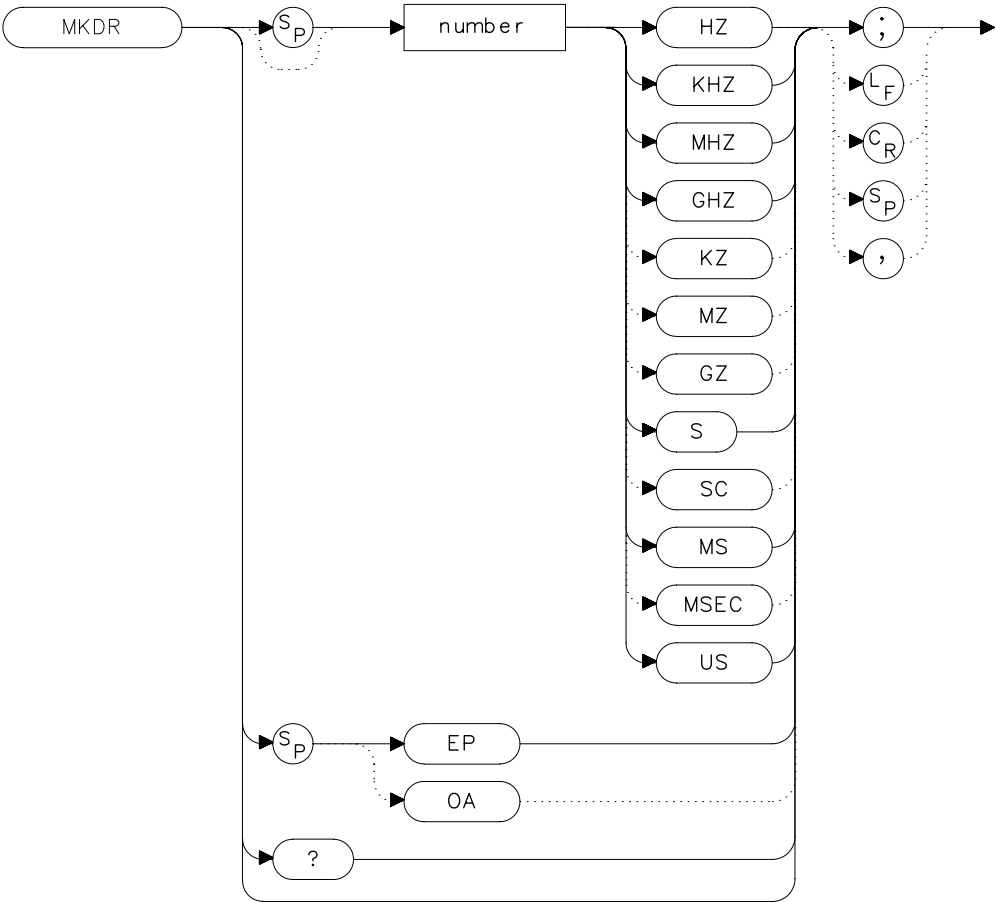 MKDR SP number HZ ;
KHZ LF
MHZ CR
GHZ SP
KZ ,
MZ
GZ
S
SC
MS
MSEC
US
SP EP
OA
?